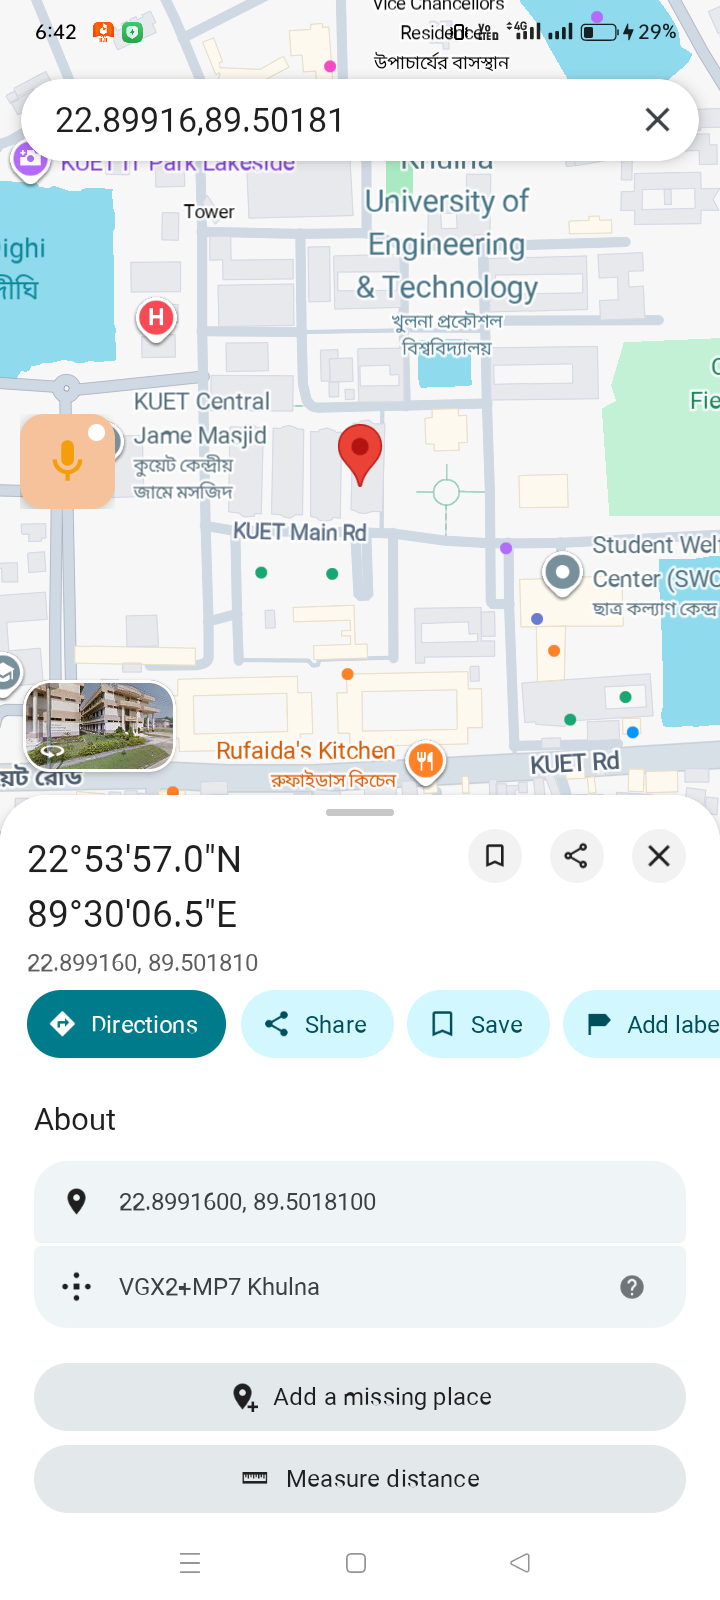 Vice Chancellors
6:42
29%
উপাচার্যের বাসস্থান
22.89916,89.50181
KUET IT Park Lakeside
Khulna
University of
Engineering
& Technology
খুলনা প্রকৌশল
বিশ্ববিদ্যালয়
Tower
H
KUET Central
Jame Masjid
কুয়েট কেন্দ্রীয়
জামে মসজিদ
KUET Main Rd
Student Welf
Center (SWC
ছাত্র কল্যাণ কেন্দ্র
Rufaida's Kitchen
রুফাইডাস কিচেন
KUET Rd
22°53'57.0"N
89°30'06.5"E
22.899160, 89.501810
Directions
Share
Save
Add labe
About
22.8991600, 89.5018100
VGX2+MP7 Khulna
Add a missing place
Measure distance